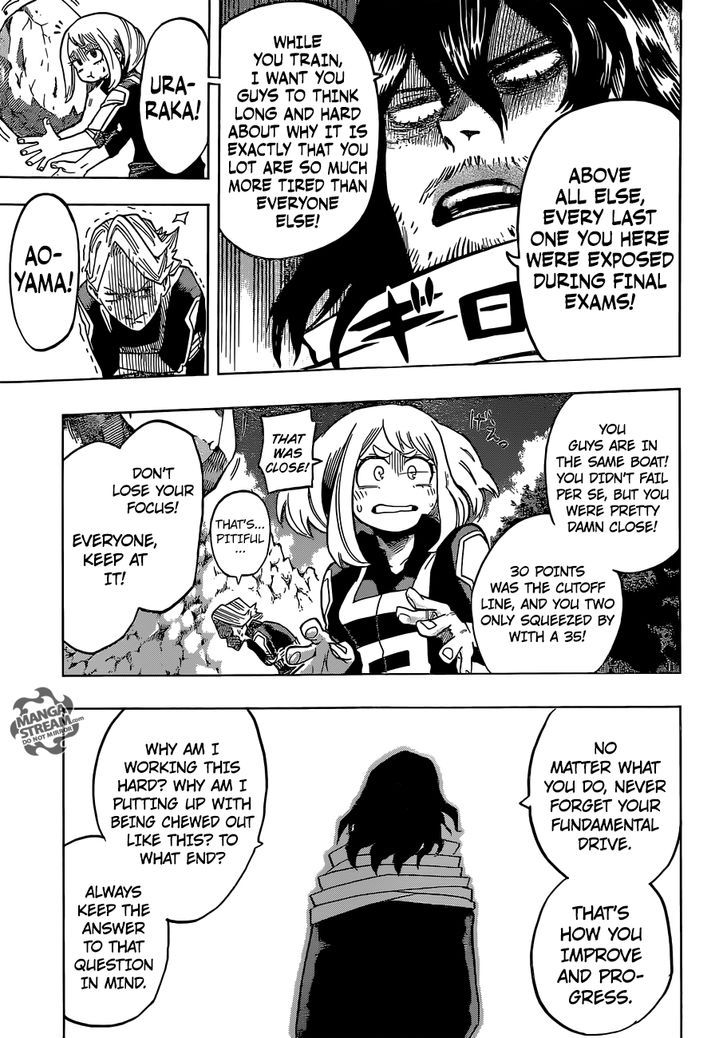 ABOVE
ALL ELSE,
EVERY LAST
ONE YOU HERE
WERE EXPOSED
DURING FINAL
EXAMS!
WHILE
YOU TRAIN,
I WANT YOU
GUYS TO THINK
LONG AND HARD
ABOUT WHY IT IS
EXACTLY THAT YOU
LOT ARE SO MUCH
MORE TIRED THAN
EVERYONE
ELSE!
ギロ
URA-
RAKA!
AO-
YAMA!
YOU
GUYS ARE IN
THE SAME BOAT!
YOU DIDN'T FAIL
PER SE, BUT YOU
WERE PRETTY
DAMN CLOSE!
30 POINTS
WAS THE CUTOFF
LINE, AND YOU TWO
ONLY SQUEEZED BY
WITH A 35!
THAT
WAS
CLOSE!
THAT'S...
PITIFUL
...
DON'T
LOSE YOUR
FOCUS!
EVERYONE,
KEEP AT
IT!
NO
MATTER WHAT
YOU DO, NEVER
FORGET YOUR
FUNDAMENTAL
DRIVE.
THAT'S
HOW YOU
IMPROVE
AND PRO-
GRESS.
WHY AM I
WORKING THIS
HARD? WHY AM I
PUTTING UP WITH
BEING CHEWED OUT
LIKE THIS? TO
WHAT END?
ALWAYS
KEEP THE
ANSWER
TO THAT
QUESTION
IN MIND.
MANGA
STREAM.com
DO NOT MIRROR!